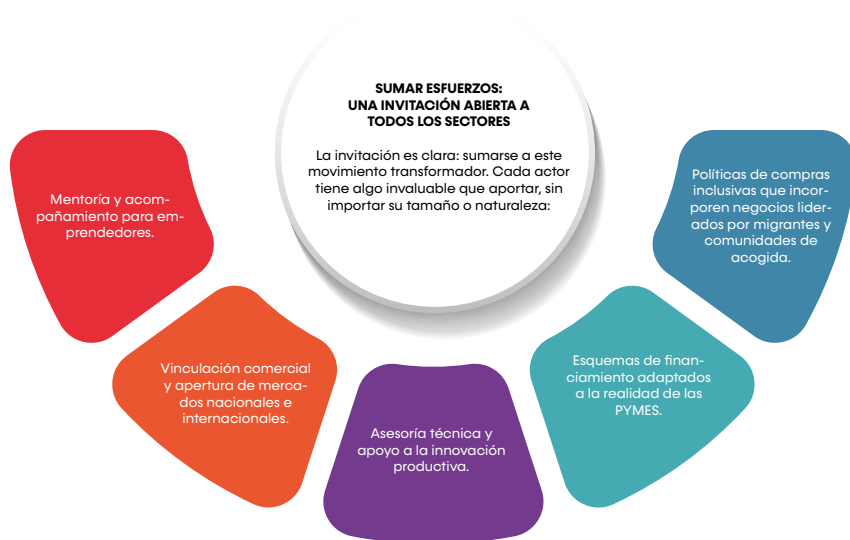 SUMAR ESFUERZOS:
UNA INVITACIÓN ABIERTA A
TODOS LOS SECTORES
La invitación es clara: sumarse a este
movimiento transformador. Cada actor
tiene algo invaluable que aportar, sin
importar su tamaño o naturaleza:
Mentoría y acom-
pañamiento para em-
prendedores.
Vinculación comercial
y apertura de merca-
dos nacionales e
internacionales.
Asesoría técnica y
apoyo a la innovación
productiva.
Esquemas de finan-
ciamiento adaptados
a la realidad de las
PYMES.
Políticas de compras
inclusivas que incor-
poren negocios lider-
ados por migrantes y
comunidades de
acogida.